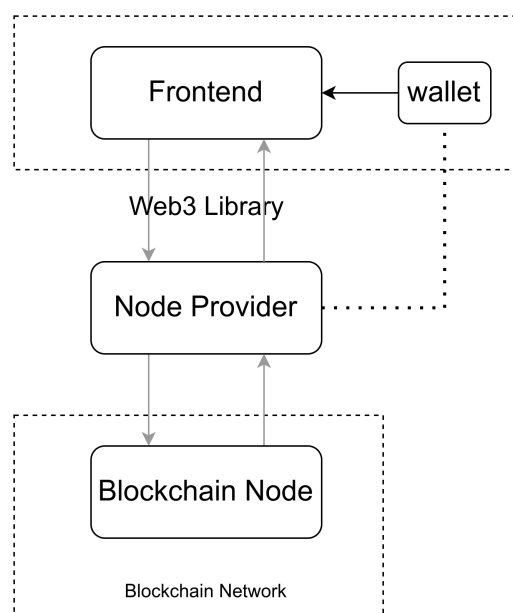 Frontend
wallet
Web3 Library
Node Provider
Blockchain Node
Blockchain Network